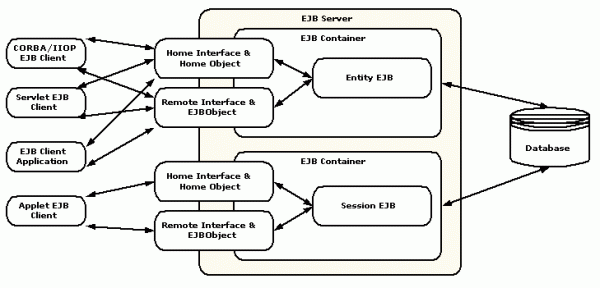 EJB Server
EJB Container
CORBA/IIOP
EJB Client
Home Interface &
Home Object
Entity EJB
Servlet EJB
Client
Remote Interface &
EJBObject
EJB Client
Application
Database
EJB Container
Home Interface &
Home Object
Applet EJB
Client
Session EJB
Remote Interface &
EJBObject